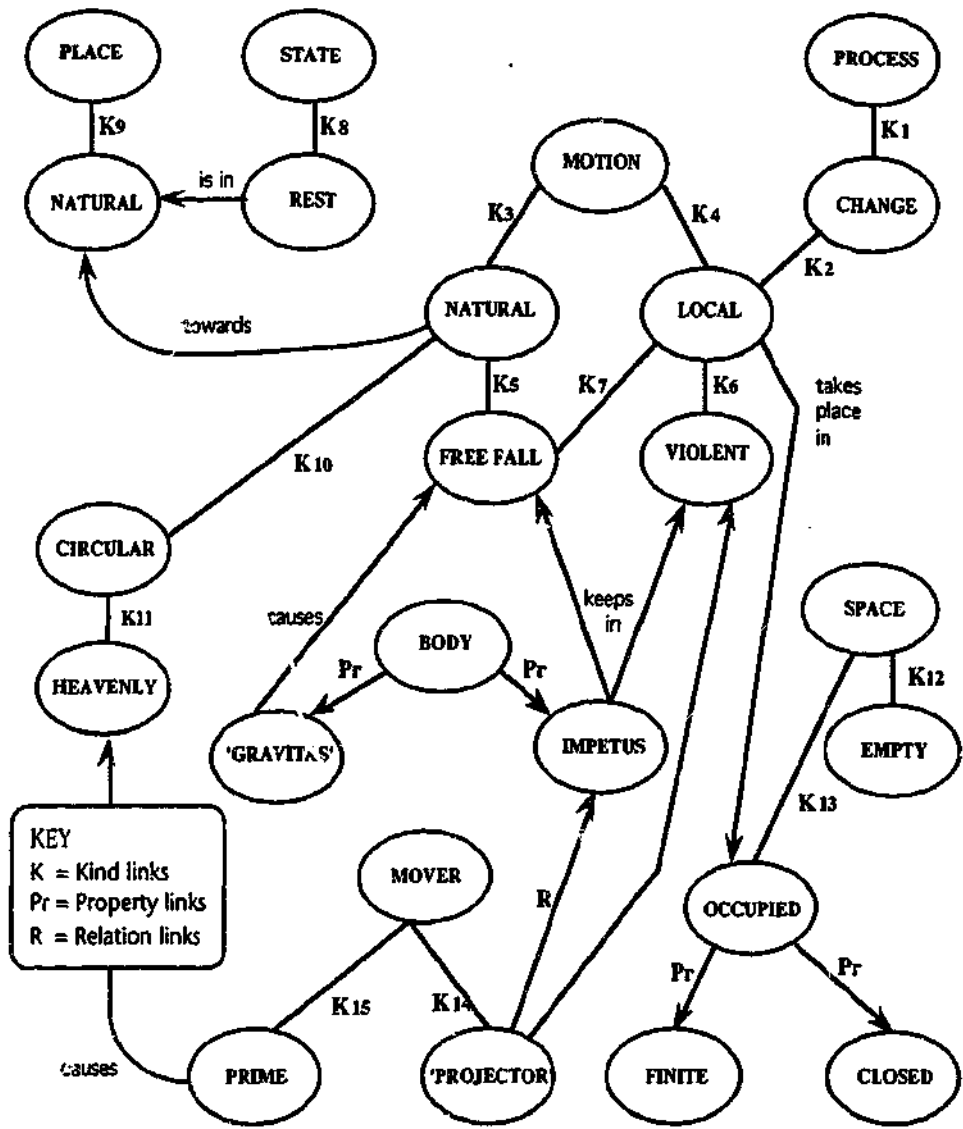 PLACE
STATE
PROCESS
K9
K8
K1
MOTION
NATURAL
is in
REST
CHANGE
K3
K4
K2
NATURAL
LOCAL
towards
K5
K7
K6
takes
place
in
K10
FREE FALL
VIOLENT
CIRCULAR
K11
causes
keeps
in
SPACE
BODY
Pr
Pr
K12
HEAVENLY
'GRAVITAS'
IMPETUS
EMPTY
K13
KEY
K = Kind links
Pr = Property links
R = Relation links
MOVER
R
OCCUPIED
K15
K14
Pr
Pr
causes
PRIME
'PROJECTOR'
FINITE
CLOSED